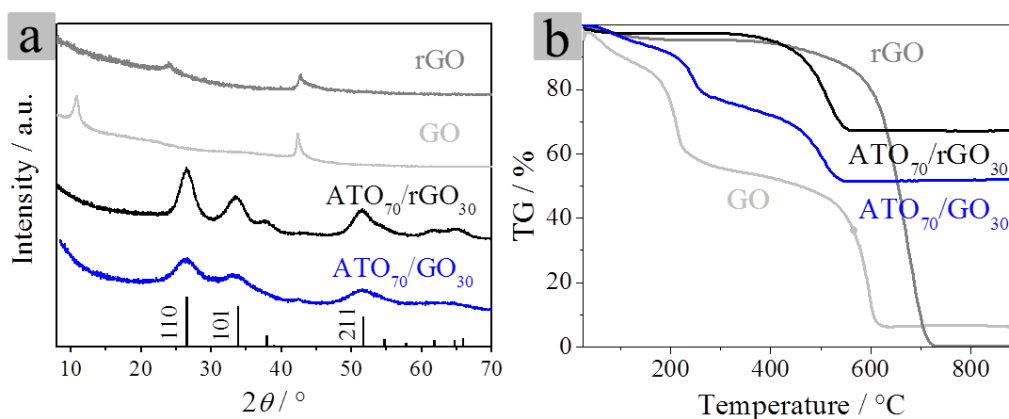 a
Intensity / a.u.
rGO
GO
ATO₇₀/rGO₃₀
ATO₇₀/GO₃₀
110
101
211
10 20 30 40 50 60 70
2θ / °
b
TG / %
80
60
40
20
0
rGO
ATO₇₀/rGO₃₀
GO
ATO₇₀/GO₃₀
200 400 600 800
Temperature / °C